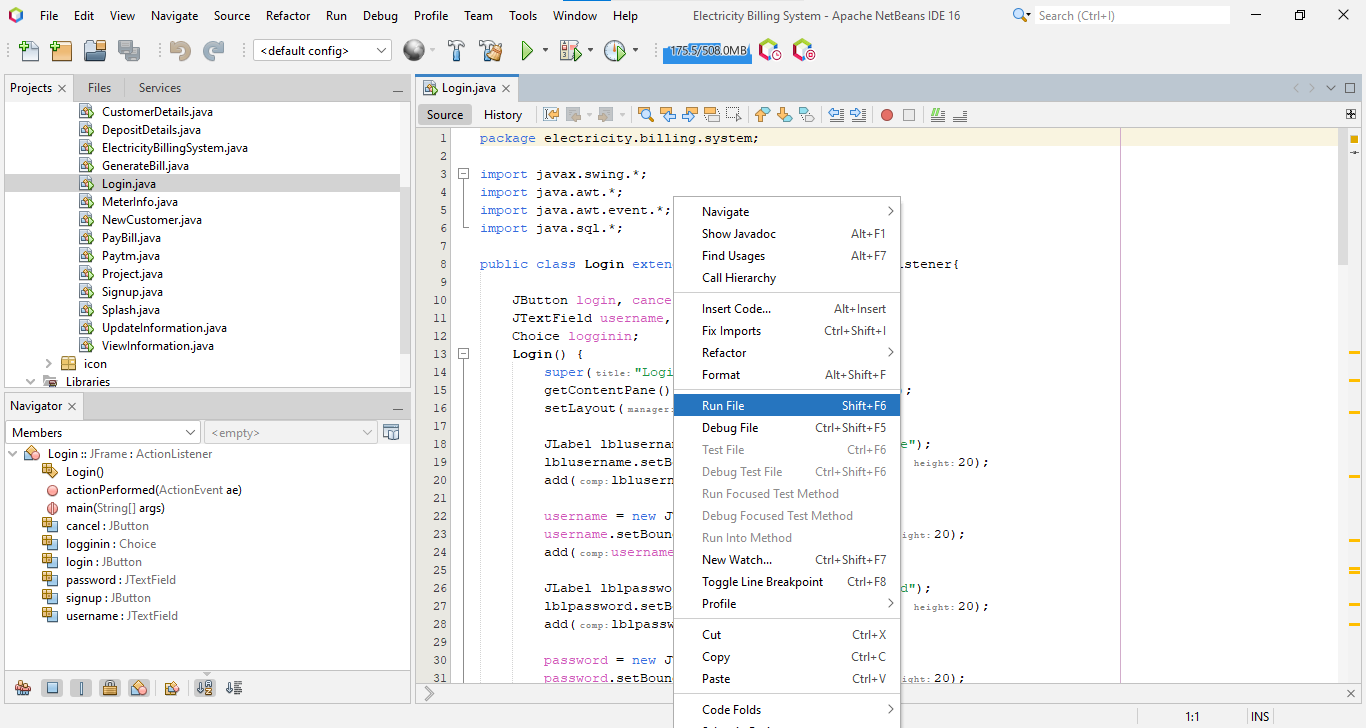 File Edit View Navigate Source Refactor Run Debug Profile Team Tools Window Help Electricity Billing System - Apache NetBeans IDE 16 Search (Ctrl+I)
<default config> 175.5/508.0MB
Projects Files Services
CustomerDetails.java
DepositDetails.java
ElectricityBillingSystem.java
GenerateBill.java
Login.java
MeterInfo.java
NewCustomer.java
PayBill.java
Paytm.java
Project.java
Signup.java
Splash.java
UpdateInformation.java
ViewInformation.java
icon
Libraries
Navigator
Members <empty>
Login :: JFrame : ActionListener
Login()
actionPerformed(ActionEvent ae)
main(String[] args)
cancel : JButton
logginin : Choice
login : JButton
password : JTextField
signup : JButton
username : JTextField
Login.java
Source History
1 package electricity.billing.system;
2
3 import javax.swing.*;
4 import java.awt.*;
5 import java.awt.event.*;
6 import java.sql.*;
7
8 public class Login exten stener{
9
10 JButton login, cance
11 JTextField username,
12 Choice logginin;
13 Login() {
14 super( title: "Logi
15 getContentPane() );
16 setLayout( manager:
17
18 JLabel lbluserna e");
19 lblusername.setB height: 20);
20 add( comp: lblusern
21
22 username = new J
23 username.setBoun ight: 20);
24 add( comp: username
25
26 JLabel lblpasswo d");
27 lblpassword.setB height: 20);
28 add( comp: lblpassw
29
30 password = new J
31 password.setBoun ight: 20);
Navigate
Show Javadoc Alt+F1
Find Usages Alt+F7
Call Hierarchy
Insert Code... Alt+Insert
Fix Imports Ctrl+Shift+I
Refactor
Format Alt+Shift+F
Run File Shift+F6
Debug File Ctrl+Shift+F5
Test File Ctrl+F6
Debug Test File Ctrl+Shift+F6
Run Focused Test Method
Debug Focused Test Method
Run Into Method
New Watch... Ctrl+Shift+F7
Toggle Line Breakpoint Ctrl+F8
Profile
Cut Ctrl+X
Copy Ctrl+C
Paste Ctrl+V
Code Folds
1:1 INS